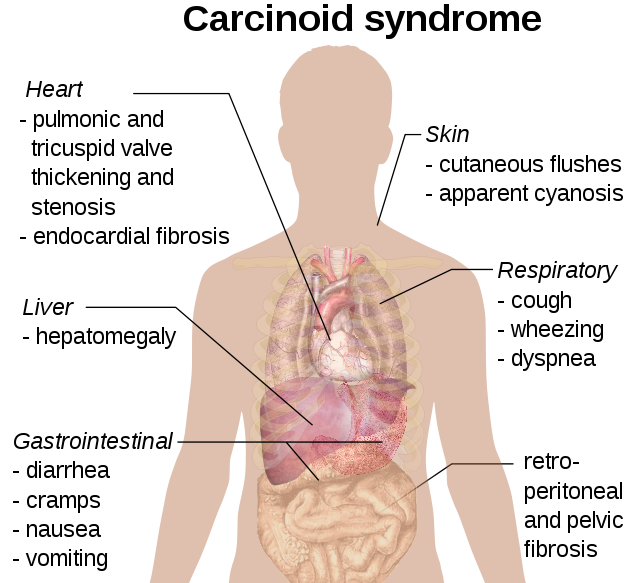 Carcinoid syndrome
Heart
- pulmonic and
tricuspid valve
thickening and
stenosis
- endocardial fibrosis
Skin
- cutaneous flushes
- apparent cyanosis
Respiratory
- cough
- wheezing
- dyspnea
Liver
- hepatomegaly
Gastrointestinal
- diarrhea
- cramps
- nausea
- vomiting
retro-
peritoneal
and pelvic
fibrosis